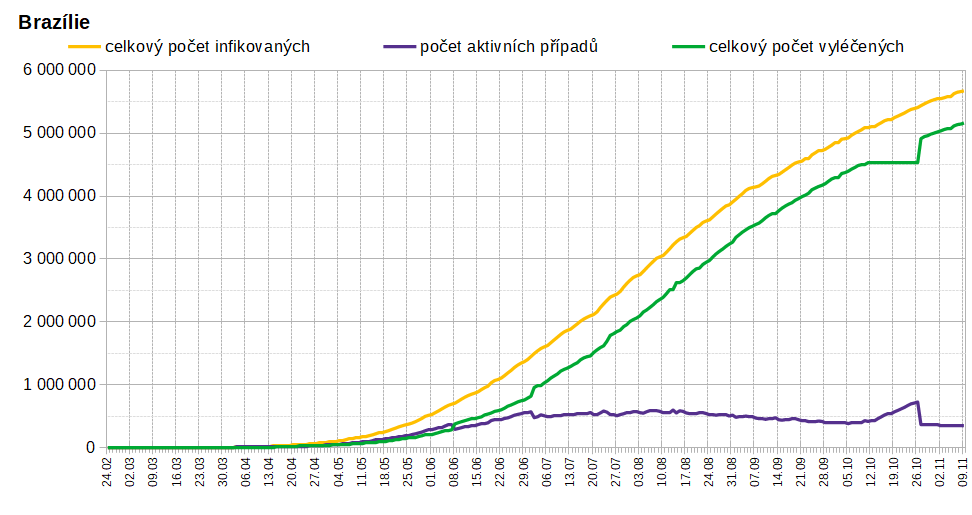 Brazílie
celkový počet infikovaných počet aktivních případů celkový počet vyléčených
6 000 000
5 000 000
4 000 000
3 000 000
2 000 000
1 000 000
0
24.02 02.03 09.03 16.03 23.03 30.03 06.04 13.04 20.04 27.04 04.05 11.05 18.05 25.05 01.06 08.06 15.06 22.06 29.06 06.07 13.07 20.07 27.07 03.08 10.08 17.08 24.08 31.08 07.09 14.09 21.09 28.09 05.10 12.10 19.10 26.10 02.11 09.11